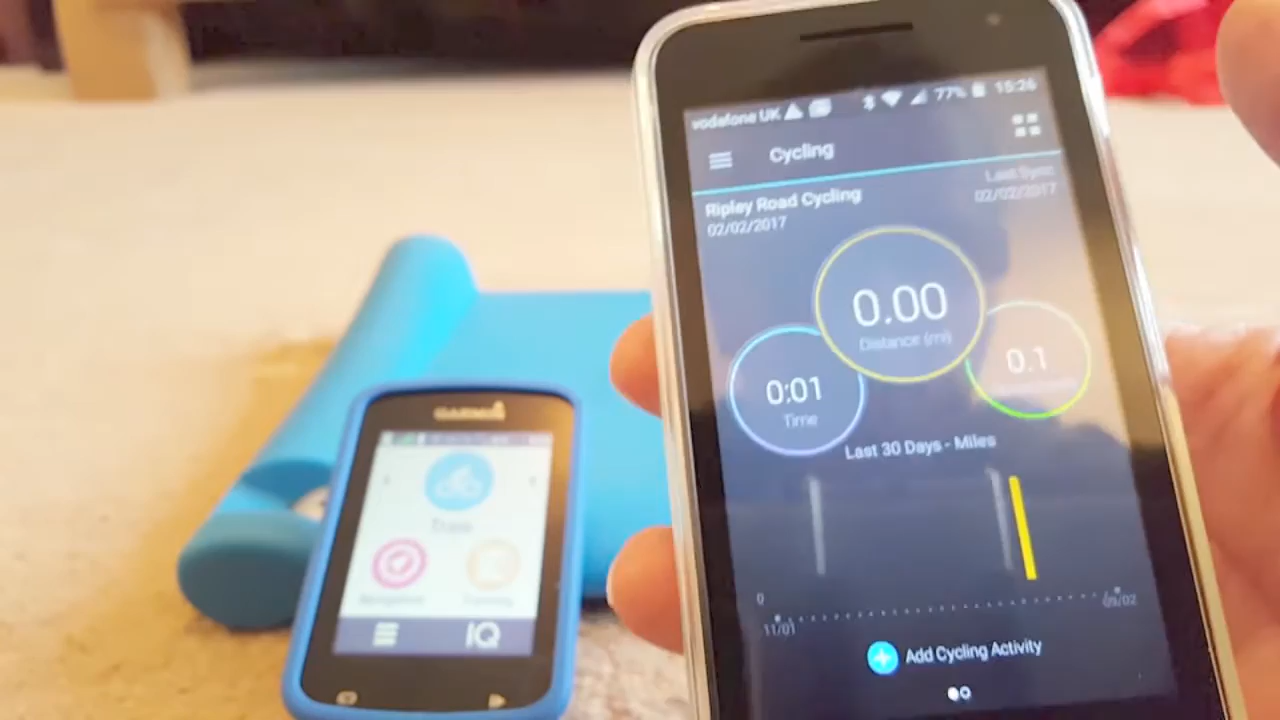 vodafone UK 77% 15:26
Cycling
Ripley Road Cycling
Last Sync
02/02/2017
02/02/2017
0.00
Distance (mi)
0:01
Time
0.1
Last 30 Days - Miles
0
11/01
09/02
Add Cycling Activity
GARMIN
IQ